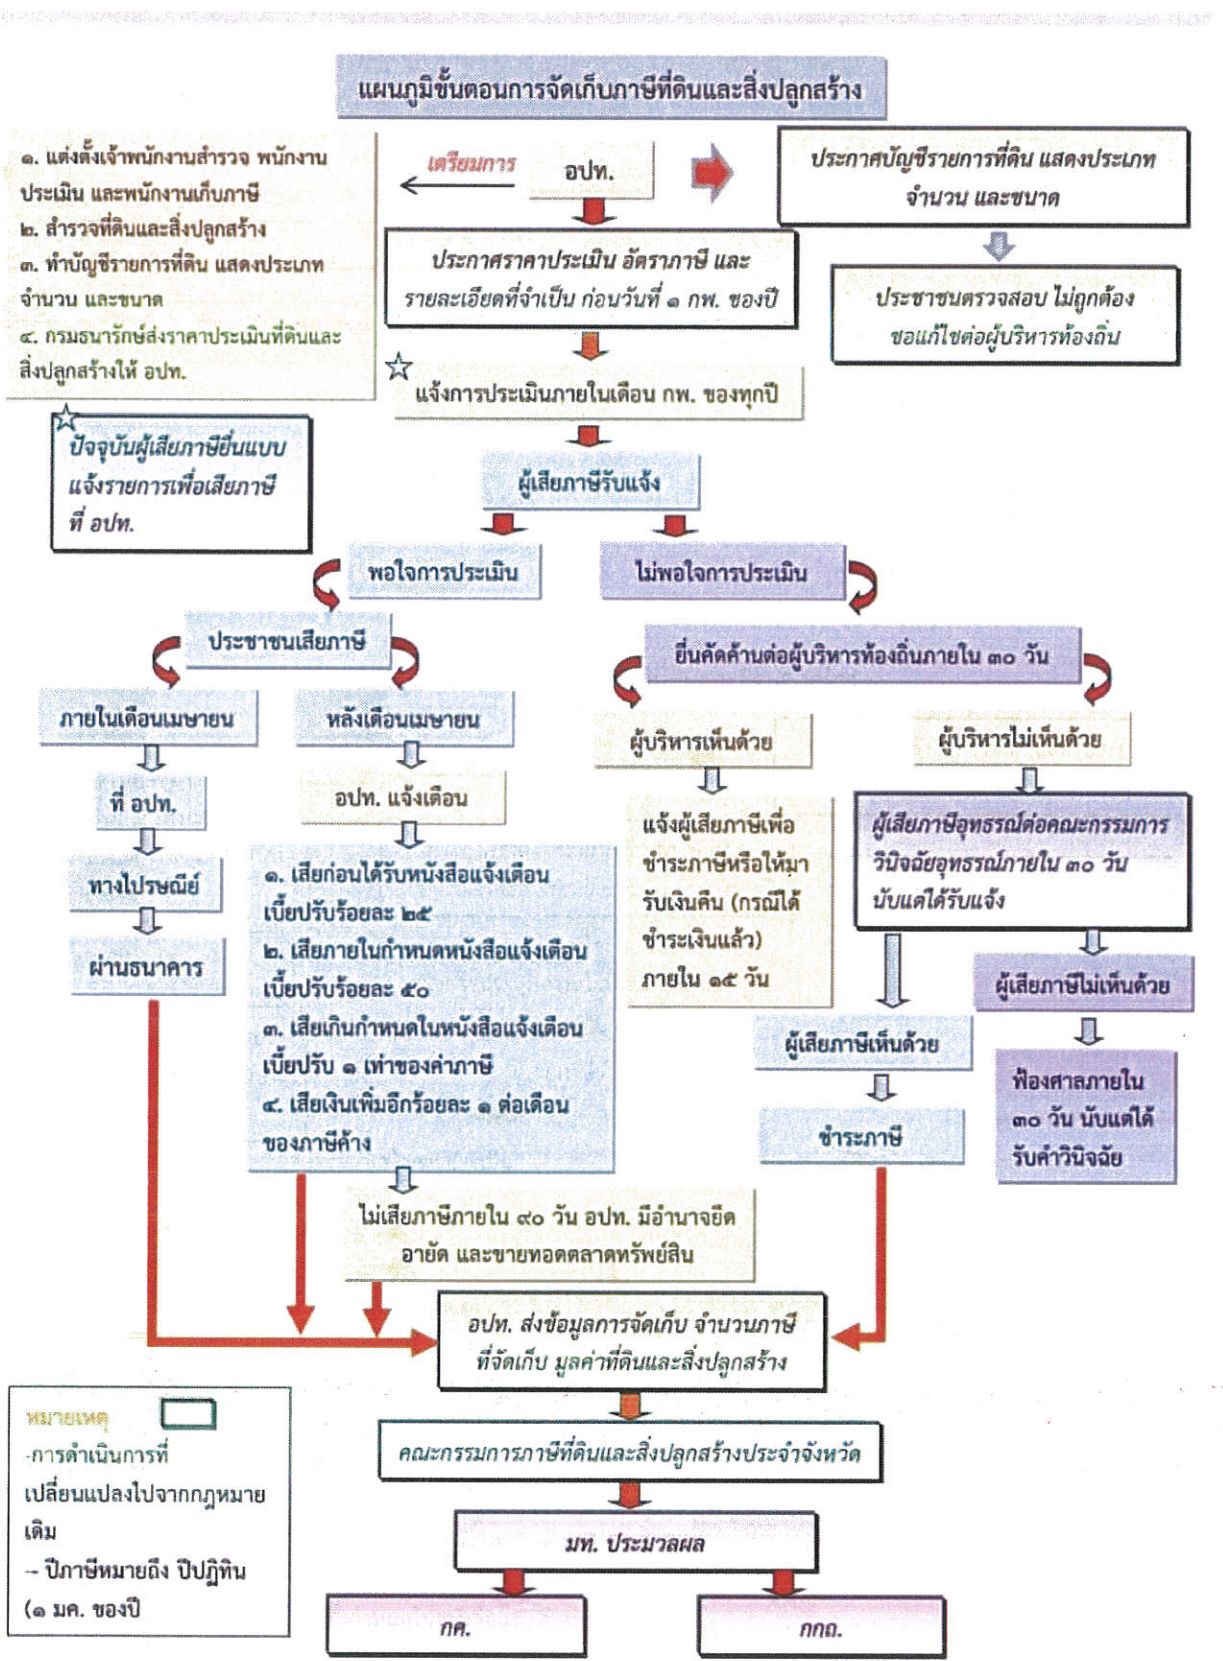 แผนภูมิขั้นตอนการจัดเก็บภาษีที่ดินและสิ่งปลูกสร้าง
๑. แต่งตั้งเจ้าพนักงานสำรวจ พนักงาน
ประเมิน และพนักงานเก็บภาษี
๒. สำรวจที่ดินและสิ่งปลูกสร้าง
๓. ทำบัญชีรายการที่ดิน แสดงประเภท
จำนวน และขนาด
๔. กรมธนารักษ์ส่งราคาประเมินที่ดินและ
สิ่งปลูกสร้างให้ อปท.
เตรียมการ
อปท.
ประกาศบัญชีรายการที่ดิน แสดงประเภท
จำนวน และขนาด
ประกาศราคาประเมิน อัตราภาษี และ
รายละเอียดที่จำเป็น ก่อนวันที่ ๑ กพ. ของปี
ประชาชนตรวจสอบ ไม่ถูกต้อง
ขอแก้ไขต่อผู้บริหารท้องถิ่น
แจ้งการประเมินภายในเดือน กพ. ของทุกปี
ปัจจุบันผู้เสียภาษียื่นแบบ
แจ้งรายการเพื่อเสียภาษี
ที่ อปท.
ผู้เสียภาษีรับแจ้ง
พอใจการประเมิน
ไม่พอใจการประเมิน
ประชาชนเสียภาษี
ยื่นคัดค้านต่อผู้บริหารท้องถิ่นภายใน ๓๐ วัน
ภายในเดือนเมษายน
หลังเดือนเมษายน
ผู้บริหารเห็นด้วย
ผู้บริหารไม่เห็นด้วย
ที่ อปท.
อปท. แจ้งเตือน
ทางไปรษณีย์
ผ่านธนาคาร
๑. เสียก่อนได้รับหนังสือแจ้งเตือน
เบี้ยปรับร้อยละ ๒๕
๒. เสียภายในกำหนดหนังสือแจ้งเตือน
เบี้ยปรับร้อยละ ๕๐
๓. เสียเกินกำหนดในหนังสือแจ้งเตือน
เบี้ยปรับ ๑ เท่าของค่าภาษี
๔. เสียเงินเพิ่มอีกร้อยละ ๑ ต่อเดือน
ของภาษีค้าง
แจ้งผู้เสียภาษีเพื่อ
ชำระภาษีหรือให้มา
รับเงินคืน (กรณีได้
ชำระเงินแล้ว)
ภายใน ๑๕ วัน
ผู้เสียภาษีอุทธรณ์ต่อคณะกรรมการ
วินิจฉัยอุทธรณ์ภายใน ๓๐ วัน
นับแต่ได้รับแจ้ง
ผู้เสียภาษีไม่เห็นด้วย
ผู้เสียภาษีเห็นด้วย
ฟ้องศาลภายใน
๓๐ วัน นับแต่ได้
รับคำวินิจฉัย
ชำระภาษี
ไม่เสียภาษีภายใน ๙๐ วัน อปท. มีอำนาจยึด
อายัด และขายทอดตลาดทรัพย์สิน
อปท. ส่งข้อมูลการจัดเก็บ จำนวนภาษี
ที่จัดเก็บ มูลค่าที่ดินและสิ่งปลูกสร้าง
คณะกรรมการภาษีที่ดินและสิ่งปลูกสร้างประจำจังหวัด
มท. ประมวลผล
กค.
กกถ.
หมายเหตุ
-การดำเนินการที่
เปลี่ยนแปลงไปจากกฎหมาย
เดิม
– ปีภาษีหมายถึง ปีปฏิทิน
(๑ มค. ของปี